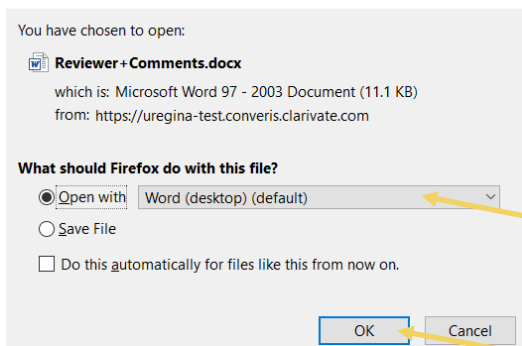 You have chosen to open:
Reviewer+Comments.docx
which is: Microsoft Word 97 - 2003 Document (11.1 KB)
from: https://uregina-test.converis.clarivate.com
What should Firefox do with this file?
Open with Word (desktop) (default)
Save File
Do this automatically for files like this from now on.
OK Cancel